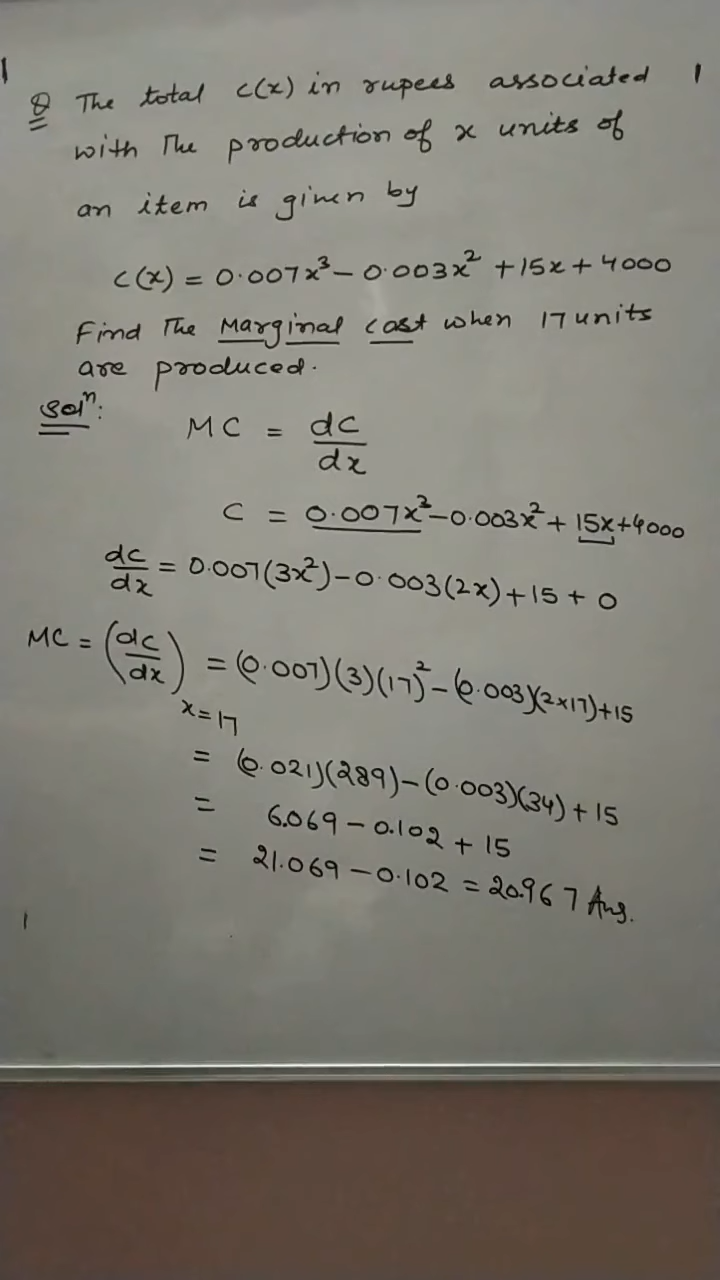 Q The total c(x) in rupees associated
with The production of x units of
an item is given by
c(x) = 0.007x³ - 0.003x² + 15x + 4000
Find The Marginal cost when 17 units
are produced.
Solⁿ:
MC = dc/dx
C = 0.007x³ - 0.003x² + 15x + 4000
dc/dx = 0.007(3x²) - 0.003(2x) + 15 + 0
MC = (dc/dx) x=17 = (0.007)(3)(17)² - (0.003)(2×17) + 15
= (0.021)(289) - (0.003)(34) + 15
= 6.069 - 0.102 + 15
= 21.069 - 0.102 = 20.967 Ans.